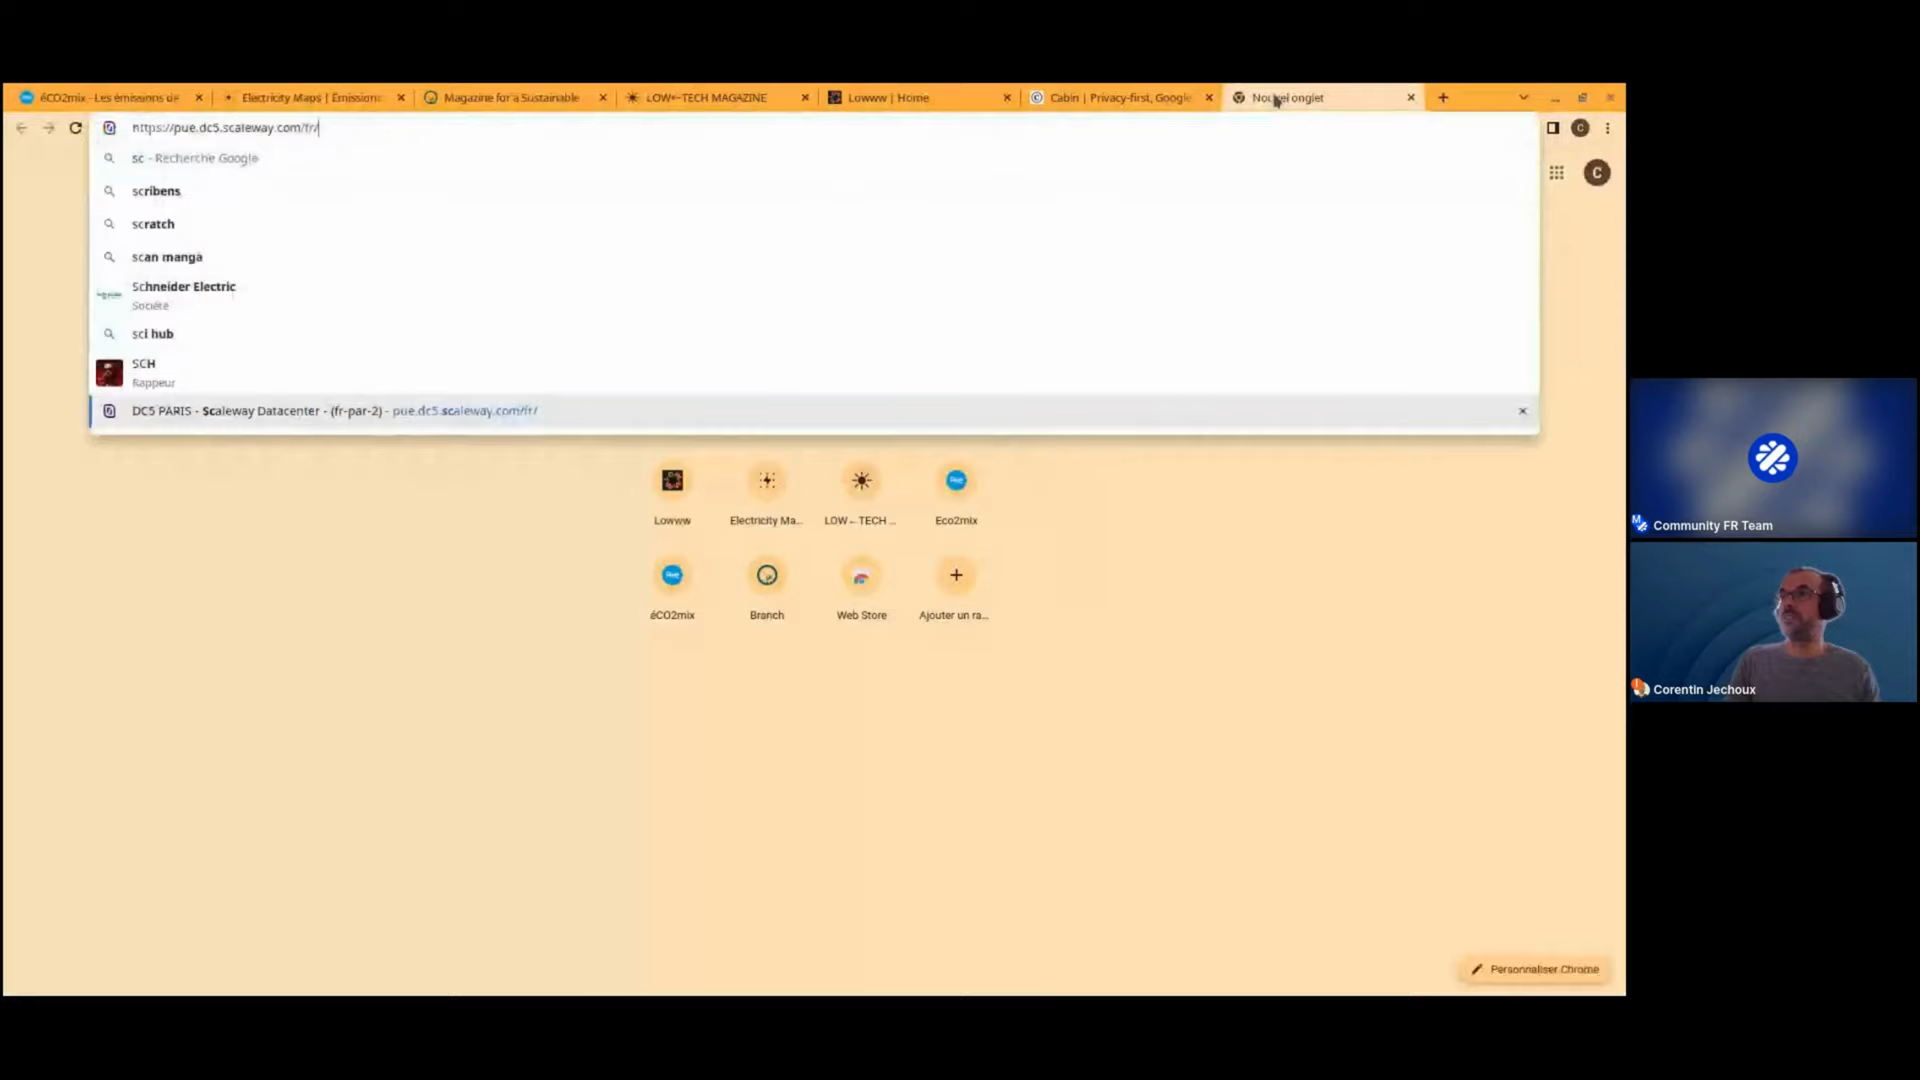 éCO2mix - Les émissions de
Electricity Maps | Émissions
Magazine for a Sustainable
LOW←TECH MAGAZINE
Lowww | Home
Cabin | Privacy-first, Google
Nouvel onglet
https://pue.dc5.scaleway.com/fr/
C
sc - Recherche Google
C
scribens
scratch
scan manga
Schneider Electric
Société
sci hub
SCH
Rappeur
DC5 PARIS - Scaleway Datacenter - (fr-par-2) - pue.dc5.scaleway.com/fr/
Lowww
Electricity Ma...
LOW←TECH ...
Eco2mix
éCO2mix
Branch
Web Store
Ajouter un ra...
Community FR Team
Corentin Jechoux
Personnaliser Chrome